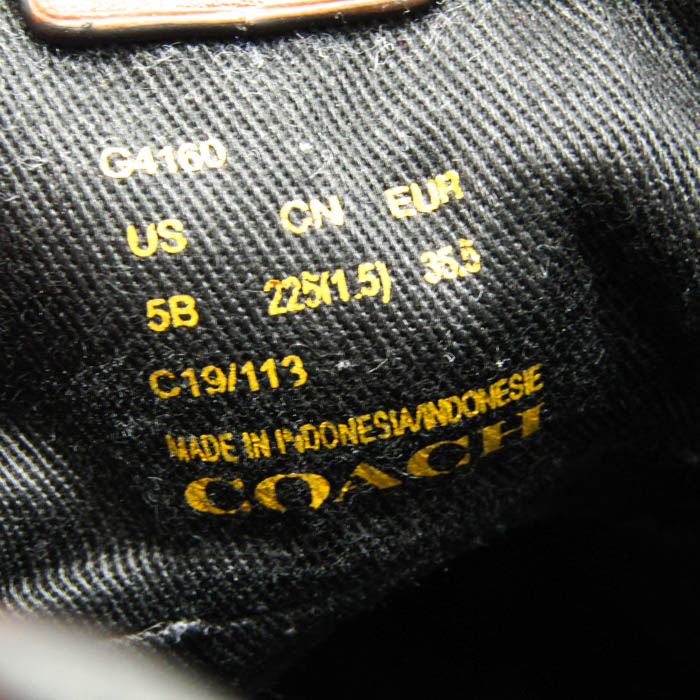 G4160
US CN EUR
5B 225(1.5) 35.5
C19/113
MADE IN INDONESIA/INDONESIE
COACH